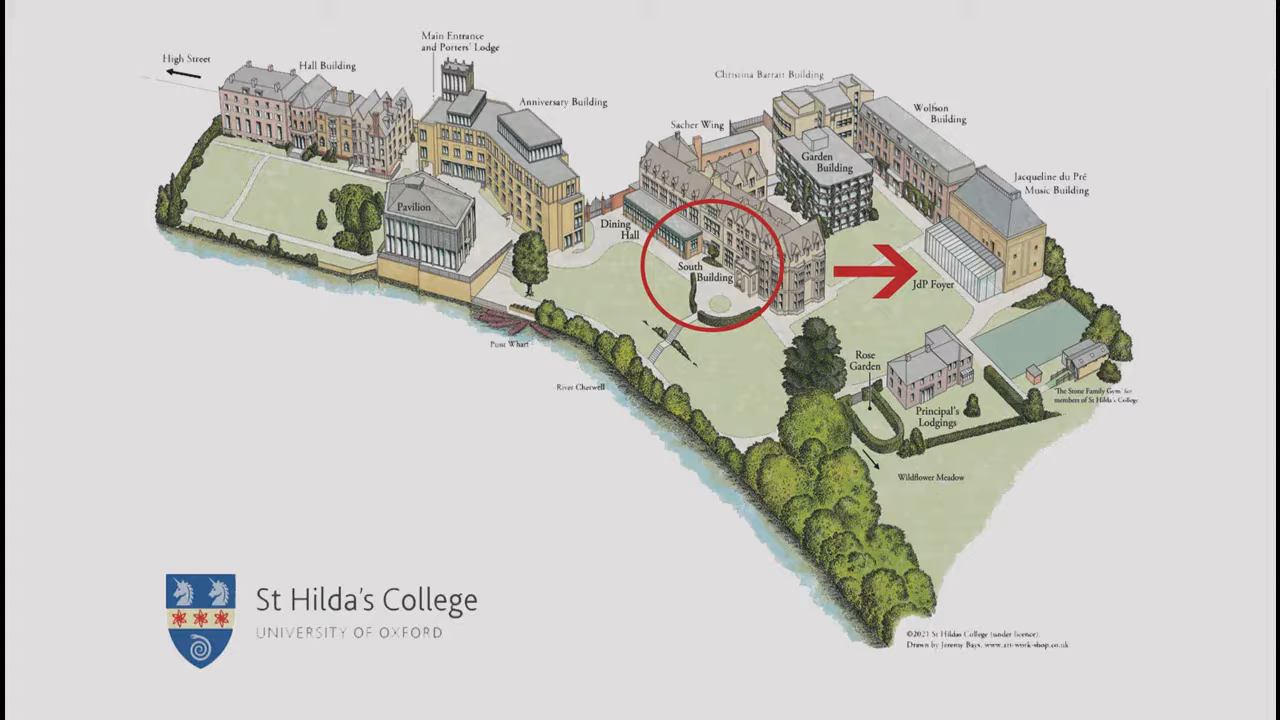 High Street
Hall Building
Main Entrance
and Porters' Lodge
Anniversary Building
Pavilion
Sacher Wing
Christina Barratt Building
Wolfson
Building
Garden
Building
Jacqueline du Pré
Music Building
Dining
Hall
South
Building
JdP Foyer
Punt Wharf
River Cherwell
Rose
Garden
Principal's
Lodgings
'The Stone Family Gym' for
members of St Hilda's College
Wildflower Meadow
St Hilda's College
UNIVERSITY OF OXFORD
©2021 St Hildas College (under licence).
Drawn by Jeremy Bays, www.art-work-shop.co.uk